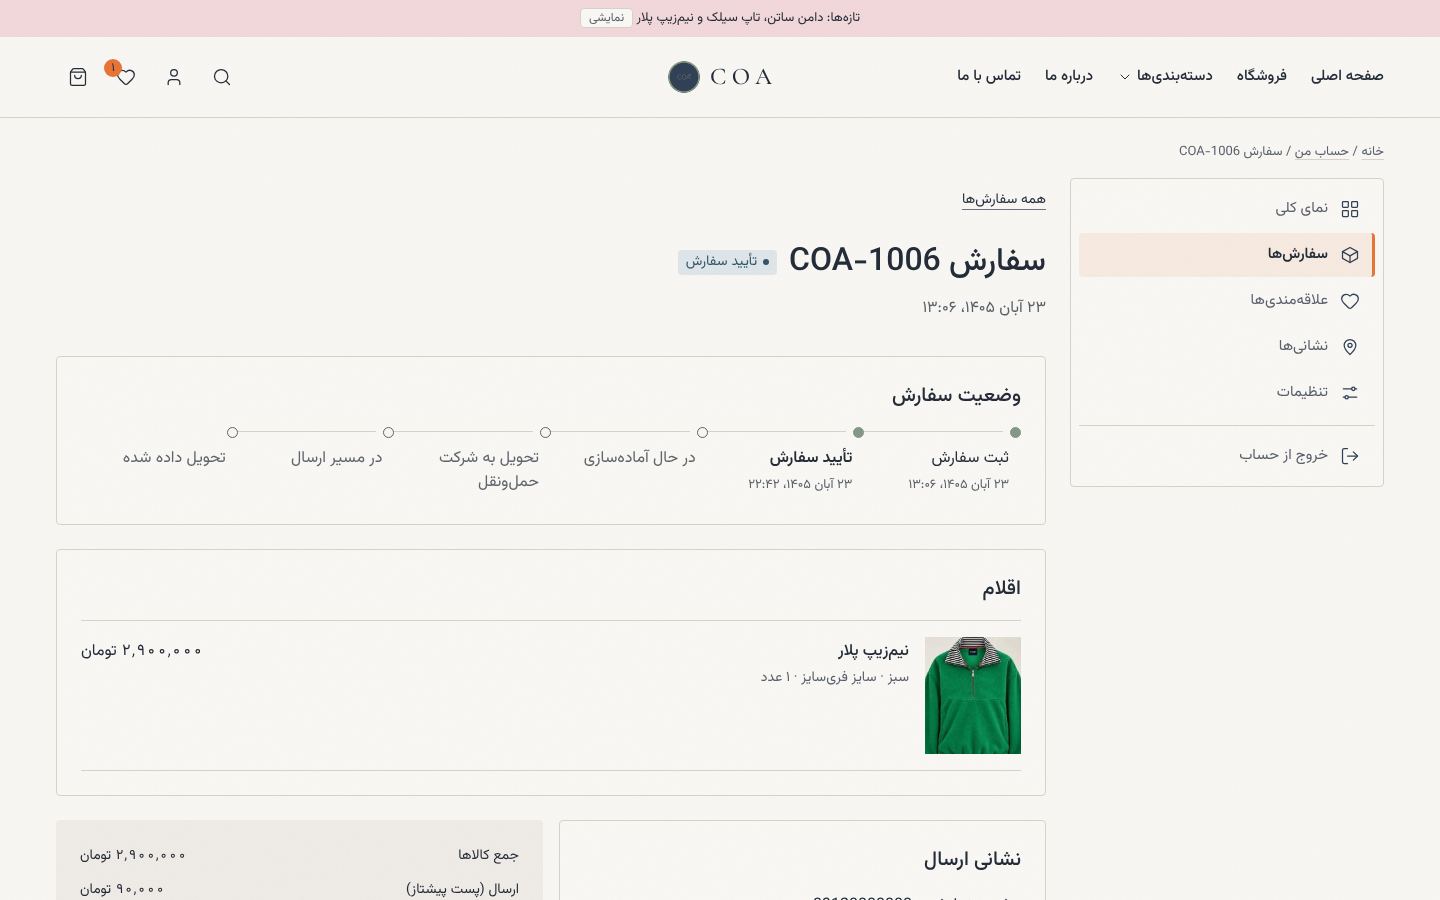 تازه‌ها: دامن ساتن، تاپ سیلک و نیم‌زیپ پلار نمایشی
صفحه اصلی فروشگاه دسته‌بندی‌ها درباره ما تماس با ما
COA
۱
خانه / حساب من / سفارش COA-1006
نمای کلی
سفارش‌ها
علاقه‌مندی‌ها
نشانی‌ها
تنظیمات
خروج از حساب
همه سفارش‌ها
سفارش COA-1006 تأیید سفارش
۲۳ آبان ۱۴۰۵، ۱۳:۰۶
وضعیت سفارش
ثبت سفارش
۲۳ آبان ۱۴۰۵، ۱۳:۰۶
تأیید سفارش
۲۳ آبان ۱۴۰۵، ۲۲:۴۲
در حال آماده‌سازی
تحویل به شرکت
حمل‌ونقل
در مسیر ارسال
تحویل داده شده
اقلام
نیم‌زیپ پلار
۲,۹۰۰,۰۰۰ تومان
سبز · سایز فری‌سایز · ۱ عدد
نشانی ارسال
جمع کالاها ۲,۹۰۰,۰۰۰ تومان
ارسال (پست پیشتاز) ۹۰,۰۰۰ تومان